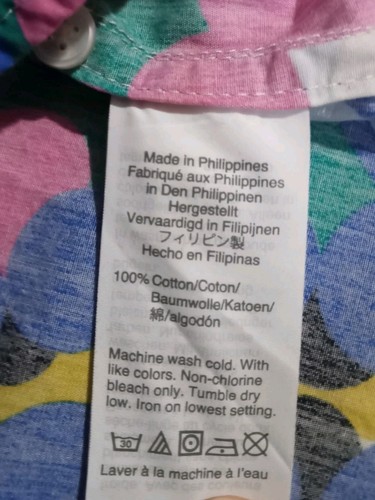 Made in Philippines
Fabriqué aux Philippines
in Den Philippinen
Hergestellt
Vervaardigd in Filipijnen
フィリピン製
Hecho en Filipinas
100% Cotton/Coton/
Baumwolle/Katoen/
綿/algodón
Machine wash cold. With
like colors. Non-chlorine
bleach only. Tumble dry
low. Iron on lowest setting.
30
Laver à la machine à l'eau